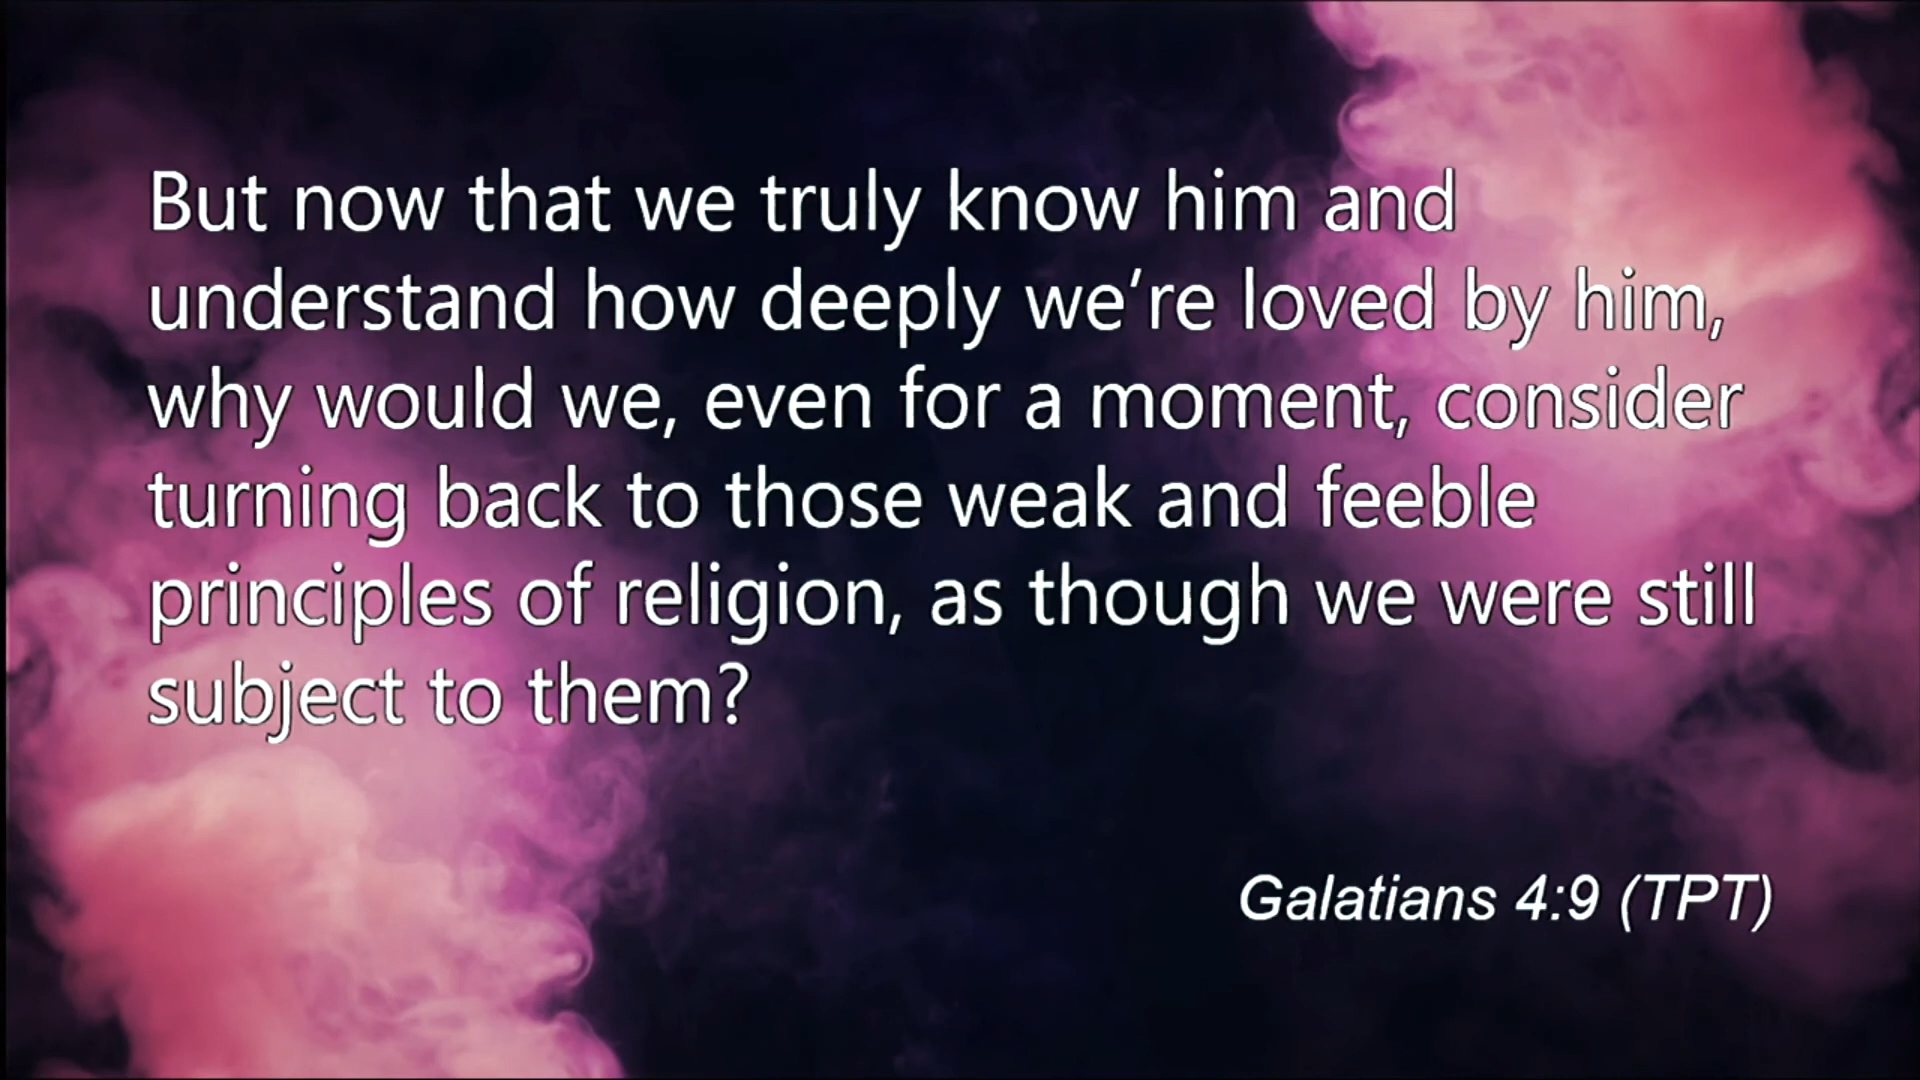 But now that we truly know him and
understand how deeply we’re loved by him,
why would we, even for a moment, consider
turning back to those weak and feeble
principles of religion, as though we were still
subject to them?
Galatians 4:9 (TPT)